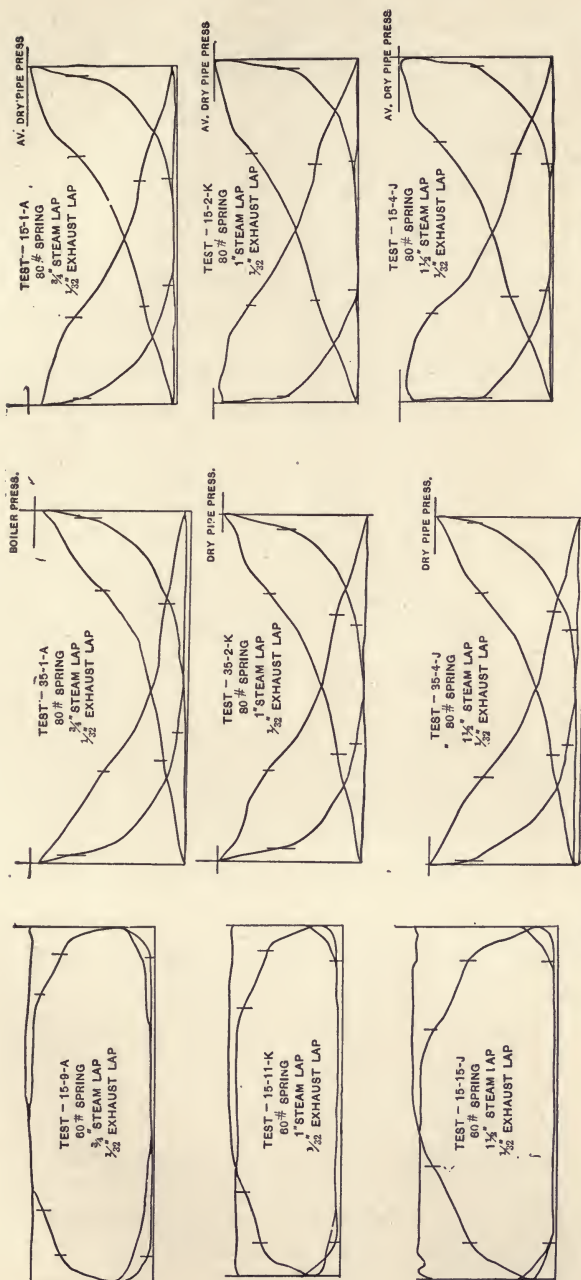 AV. DRY PIPE PRESS
TEST – 15-1-A
80 # SPRING
¾" STEAM LAP
1/32" EXHAUST LAP
AV. DRY PIPE PRESS
TEST – 15-2-K
80 # SPRING
1" STEAM LAP
1/32" EXHAUST LAP
AV. DRY PIPE PRESS
TEST – 15-4-J
80 # SPRING
1½" STEAM LAP
1/32" EXHAUST LAP
BOILER PRESS.
TEST – 35-1-A
80 # SPRING
¾" STEAM LAP
1/32" EXHAUST LAP
DRY PIPE PRESS.
TEST – 35-2-K
80 # SPRING
1" STEAM LAP
1/32" EXHAUST LAP
DRY PIPE PRESS.
TEST – 35-4-J
80 # SPRING
1½" STEAM LAP
1/32" EXHAUST LAP
TEST – 15-9-A
60 # SPRING
¾" STEAM LAP
1/32" EXHAUST LAP
TEST – 15-11-K
60 # SPRING
1" STEAM LAP
1/32" EXHAUST LAP
TEST – 15-15-J
60 # SPRING
1½" STEAM LAP
1/32" EXHAUST LAP